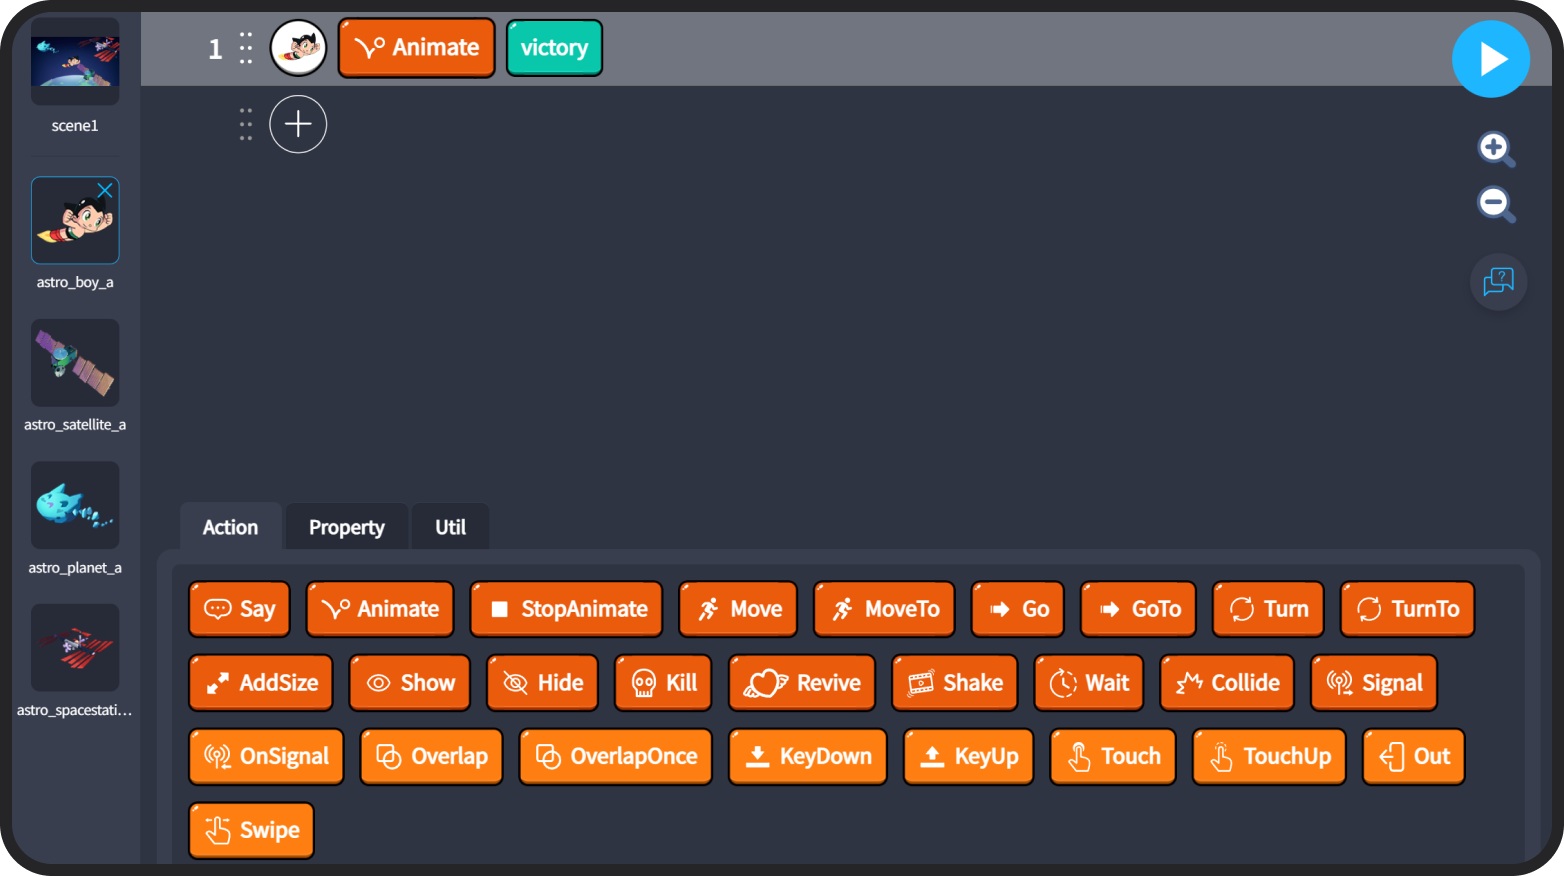 1 Animate victory
scene1
astro_boy_a
astro_satellite_a
astro_planet_a
astro_spacestati...
Action Property Util
Say Animate StopAnimate Move MoveTo Go GoTo Turn TurnTo
AddSize Show Hide Kill Revive Shake Wait Collide Signal
OnSignal Overlap OverlapOnce KeyDown KeyUp Touch TouchUp Out
Swipe